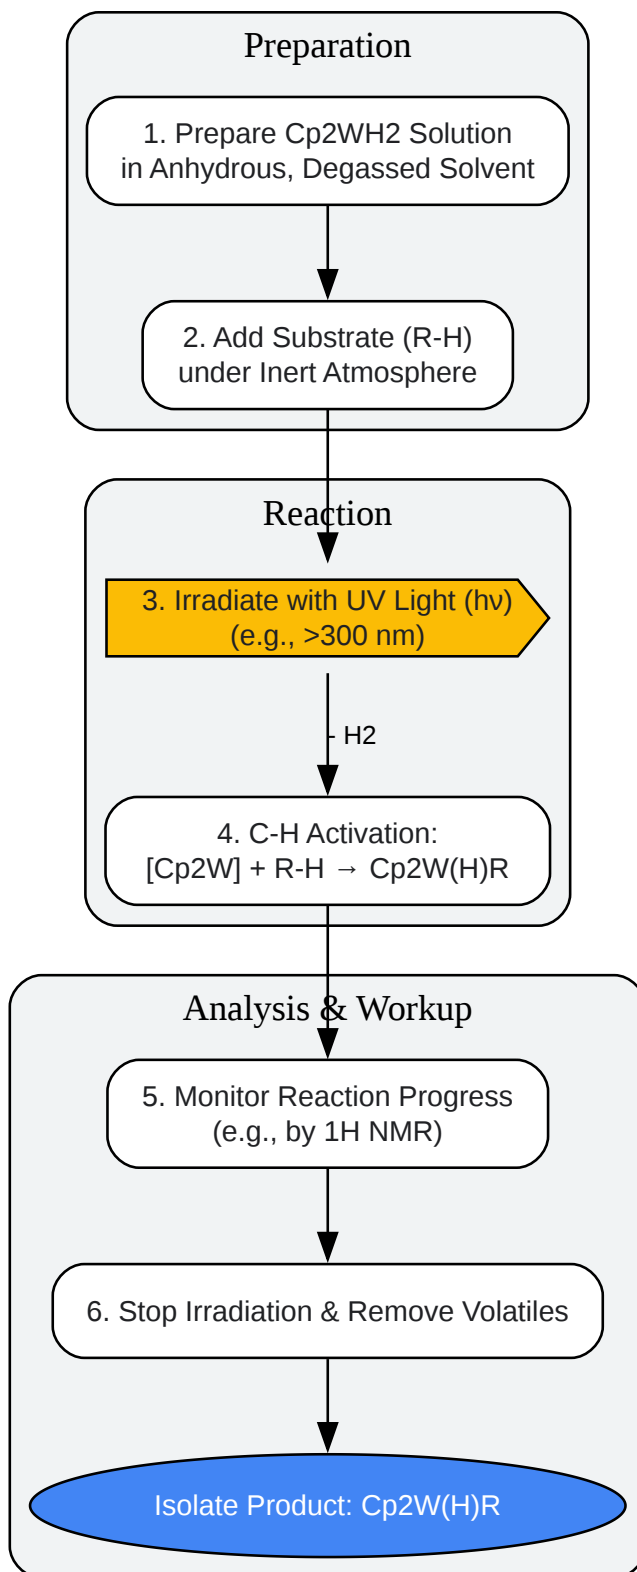 Preparation
1. Prepare Cp2WH2 Solution
in Anhydrous, Degassed Solvent
2. Add Substrate (R-H)
under Inert Atmosphere
Reaction
3. Irradiate with UV Light (hν)
(e.g., >300 nm)
- H2
4. C-H Activation:
[Cp2W] + R-H → Cp2W(H)R
Analysis & Workup
5. Monitor Reaction Progress
(e.g., by 1H NMR)
6. Stop Irradiation & Remove Volatiles
Isolate Product: Cp2W(H)R